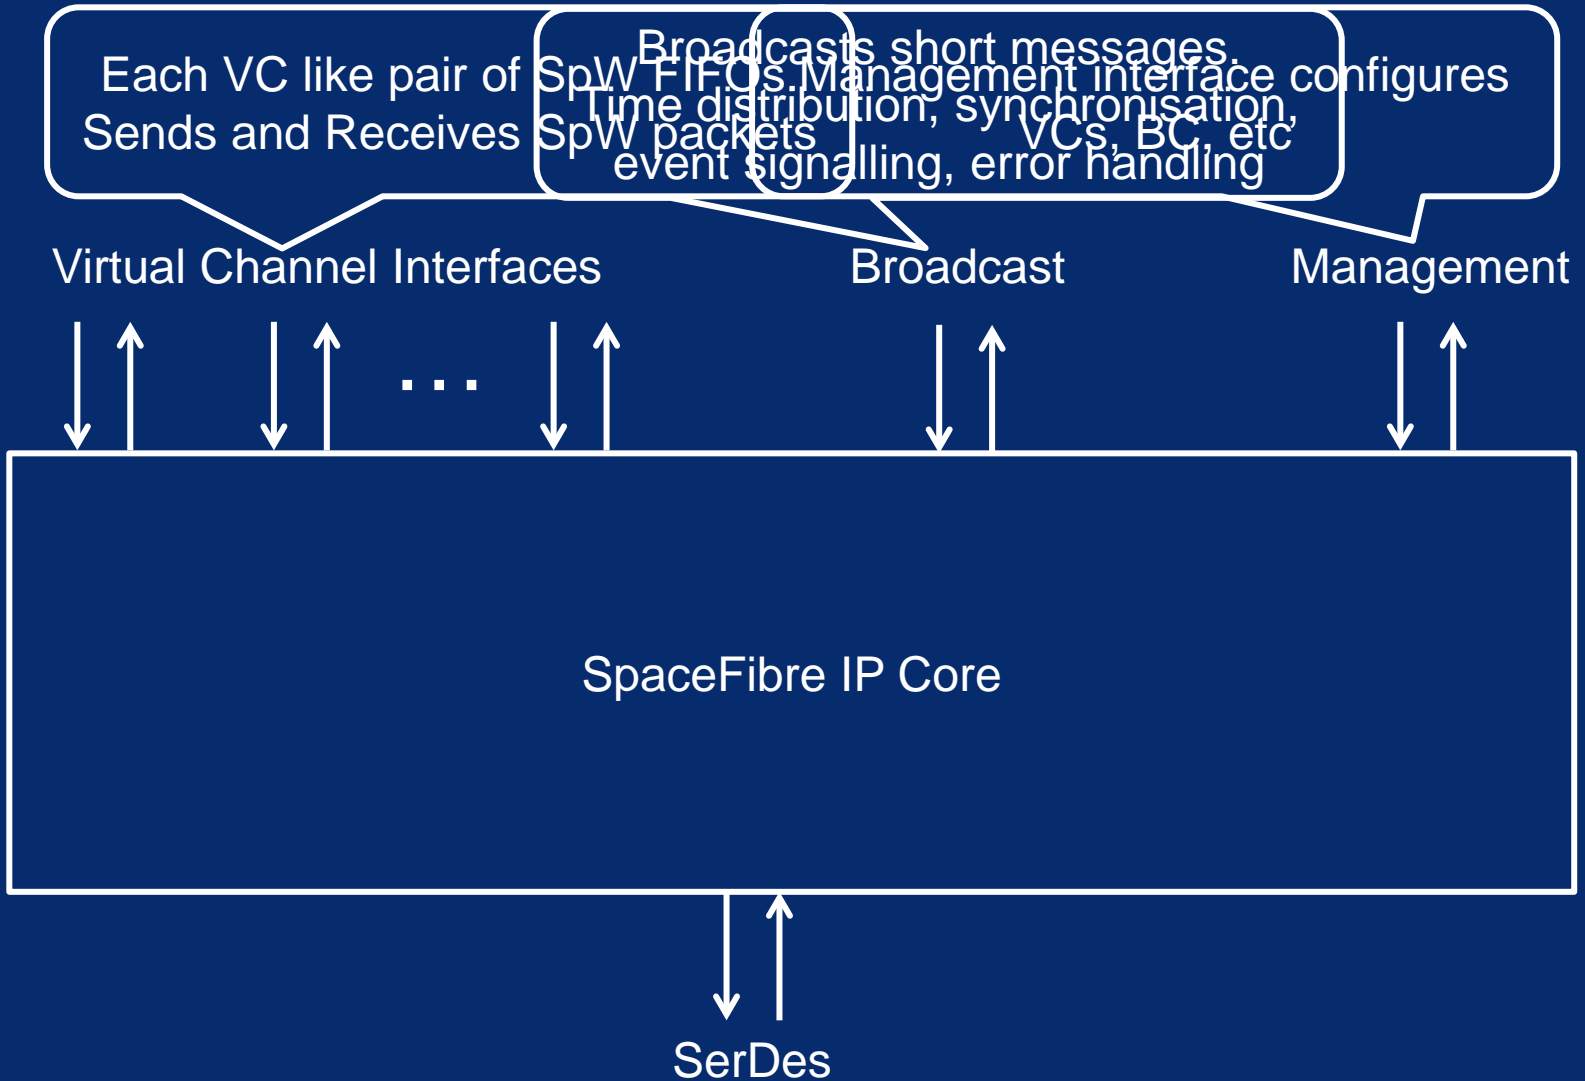 Each VC like pair of SpW FIFOs
Sends and Receives SpW packets
Broadcasts short messages.
Time distribution, synchronisation,
event signalling, error handling
Management interface configures
VCs, BC, etc
Virtual Channel Interfaces
Broadcast
Management
...
SpaceFibre IP Core
SerDes